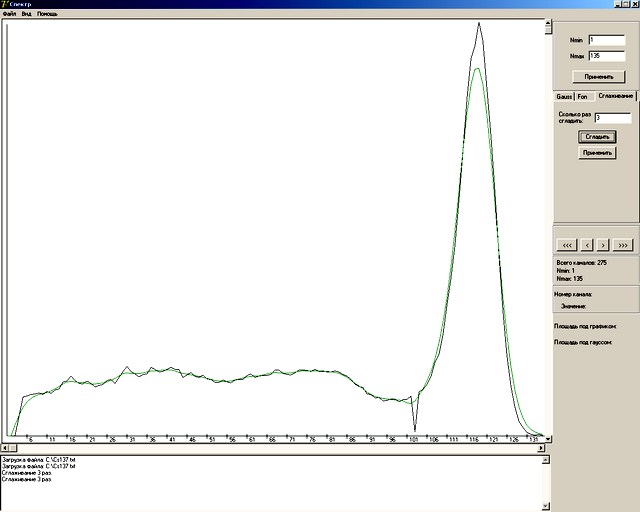 Спектр
Файл Вид Помощь
Nmin 1
Nmax 135
Применить
Gauss Fon Сглаживание
Сколько раз
сгладить: 3
Сгладить
Применить
<<< < > >>>
Всего каналов: 275
Nmin: 1
Nmax: 135
Номер канала:
Значение:
Площадь под графиком:
Площадь под гауссом:
6 11 16 21 26 31 36 41 46 51 56 61 66 71 76 81 86 91 96 101 106 111 116 121 126 131
Загрузка файла: C:\Cs137.txt
Загрузка файла: C:\Cs137.txt
Сглаживание 3 раз.
Сглаживание 3 раз.